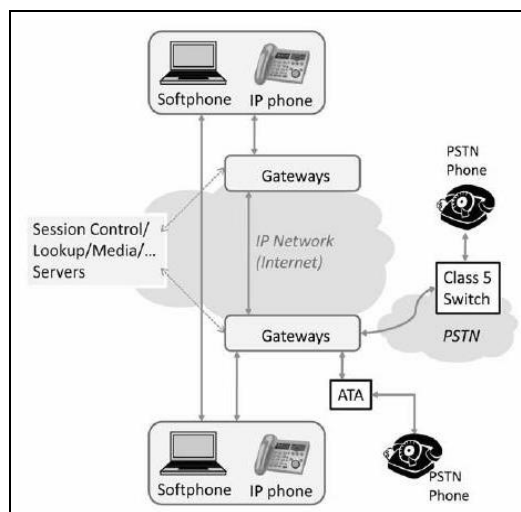 Softphone IP phone
Gateways
PSTN
Phone
Session Control/
Lookup/Media/...
Servers
IP Network
(Internet)
Class 5
Switch
PSTN
Gateways
ATA
Softphone IP phone
PSTN
Phone